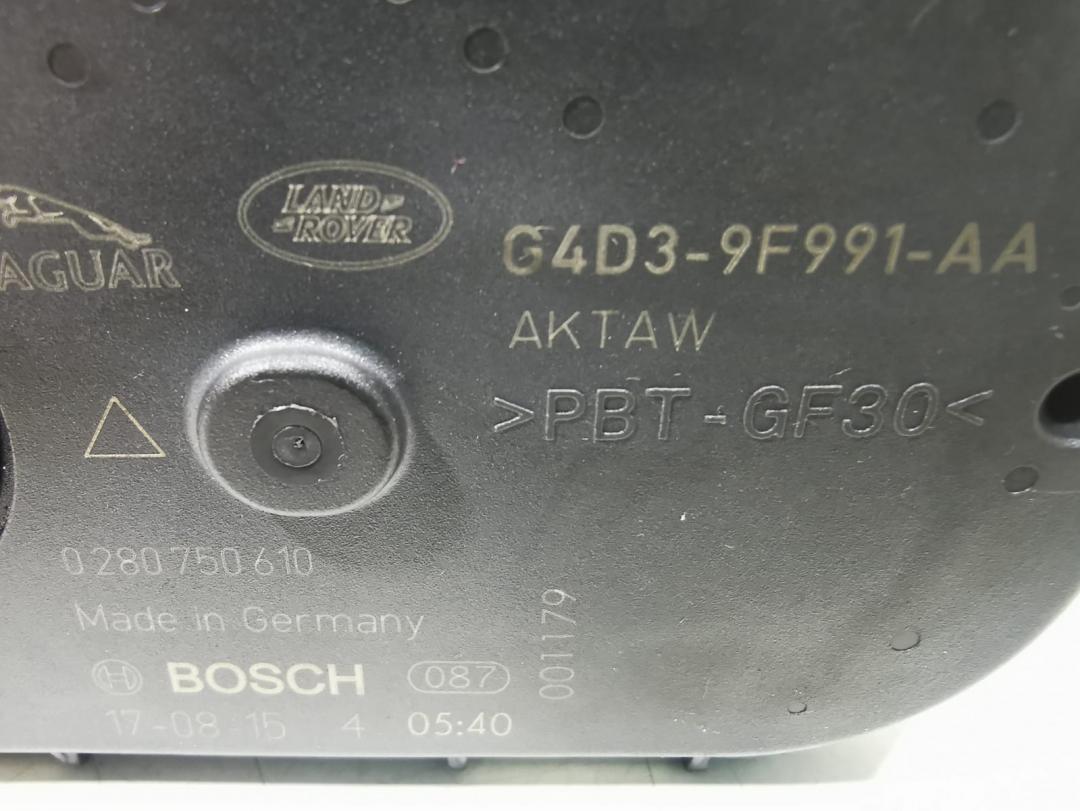 AGUAR
LAND
ROVER
G4D3-9F991-AA
AKTAW
>PBT-GF30<
0 280 750 610
Made in Germany
BOSCH 087
001179
17-08-15 4 05:40